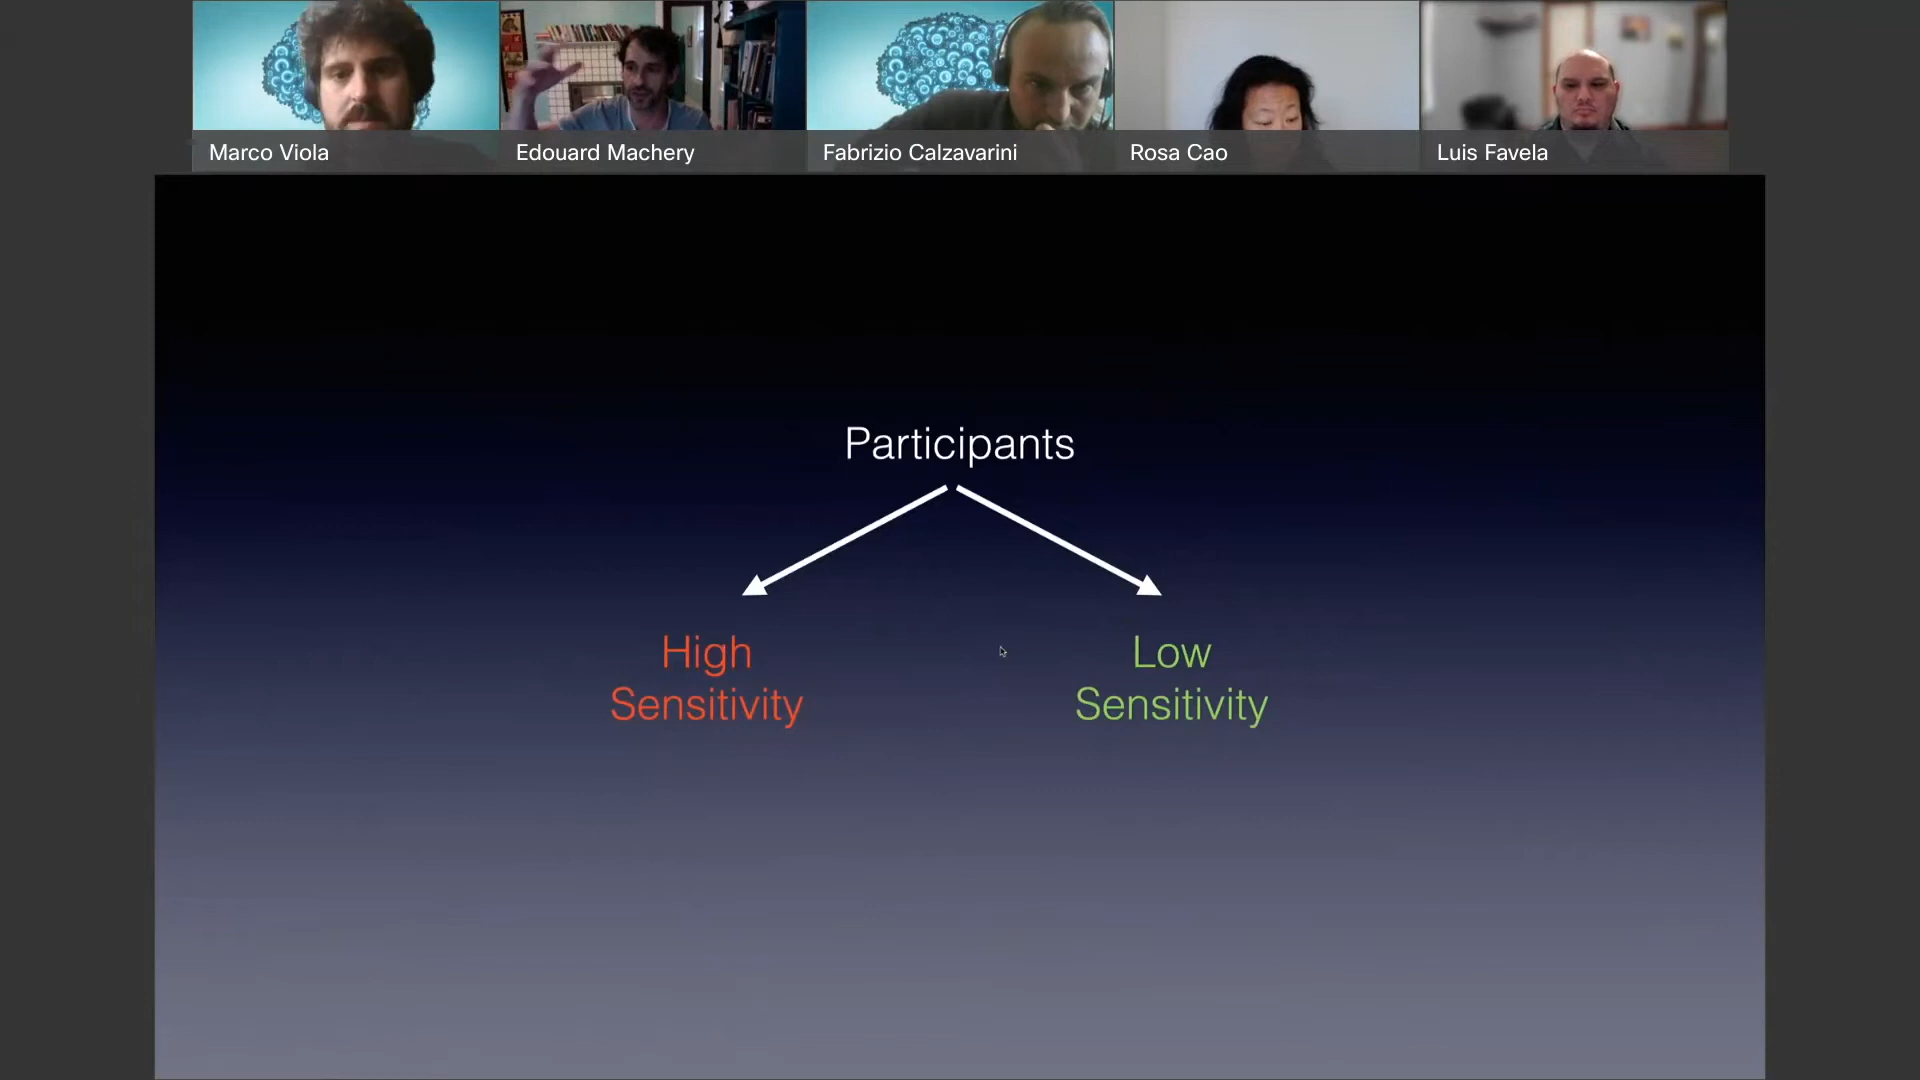 Marco Viola
Edouard Machery
Fabrizio Calzavarini
Rosa Cao
Luis Favela
Participants
High
Sensitivity
Low
Sensitivity